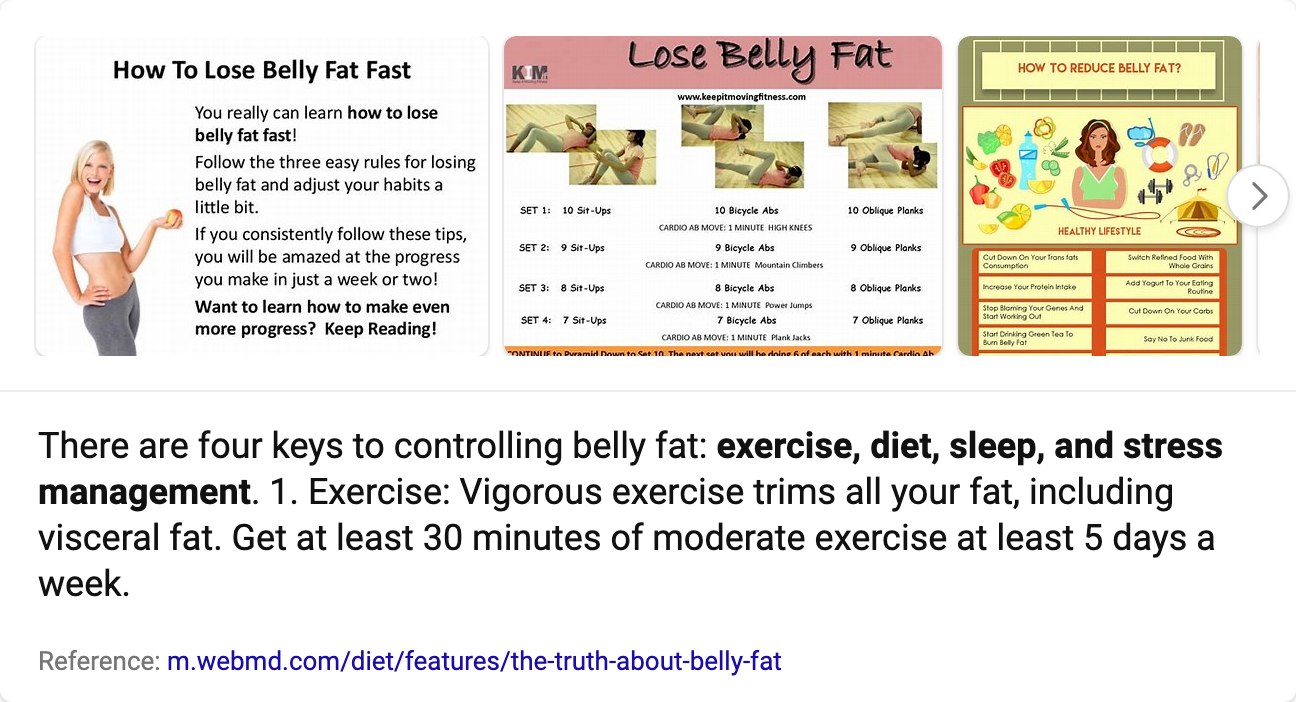 How To Lose Belly Fat Fast
You really can learn how to lose
belly fat fast!
Follow the three easy rules for losing
belly fat and adjust your habits a
little bit.
If you consistently follow these tips,
you will be amazed at the progress
you make in just a week or two!
Want to learn how to make even
more progress? Keep Reading!
Lose Belly Fat
KIM
www.keepitmovingfitness.com
SET 1: 10 Sit-Ups 10 Bicycle Abs 10 Oblique Planks
CARDIO AB MOVE: 1 MINUTE HIGH KNEES
SET 2: 9 Sit-Ups 9 Bicycle Abs 9 Oblique Planks
CARDIO AB MOVE: 1 MINUTE Mountain Climbers
SET 3: 8 Sit-Ups 8 Bicycle Abs 8 Oblique Planks
CARDIO AB MOVE: 1 MINUTE Power Jumps
SET 4: 7 Sit-Ups 7 Bicycle Abs 7 Oblique Planks
CARDIO AB MOVE: 1 MINUTE Plank Jacks
CONTINUE to Pyramid Down to Set 10. The next set you will be doing 6 of each with 1 minute Cardio Ab
HOW TO REDUCE BELLY FAT?
HEALTHY LIFESTYLE
Cut Down On Your Trans fats
Consumption
Switch Refined Food With
Whole Grains
Increase Your Protein Intake
Add Yogurt To Your Eating
Routine
Stop Blaming Your Genes And
Start Working Out
Cut Down On Your Carbs
Start Drinking Green Tea To
Burn Belly Fat
Say No To Junk Food
There are four keys to controlling belly fat: exercise, diet, sleep, and stress
management. 1. Exercise: Vigorous exercise trims all your fat, including
visceral fat. Get at least 30 minutes of moderate exercise at least 5 days a
week.
Reference: m.webmd.com/diet/features/the-truth-about-belly-fat